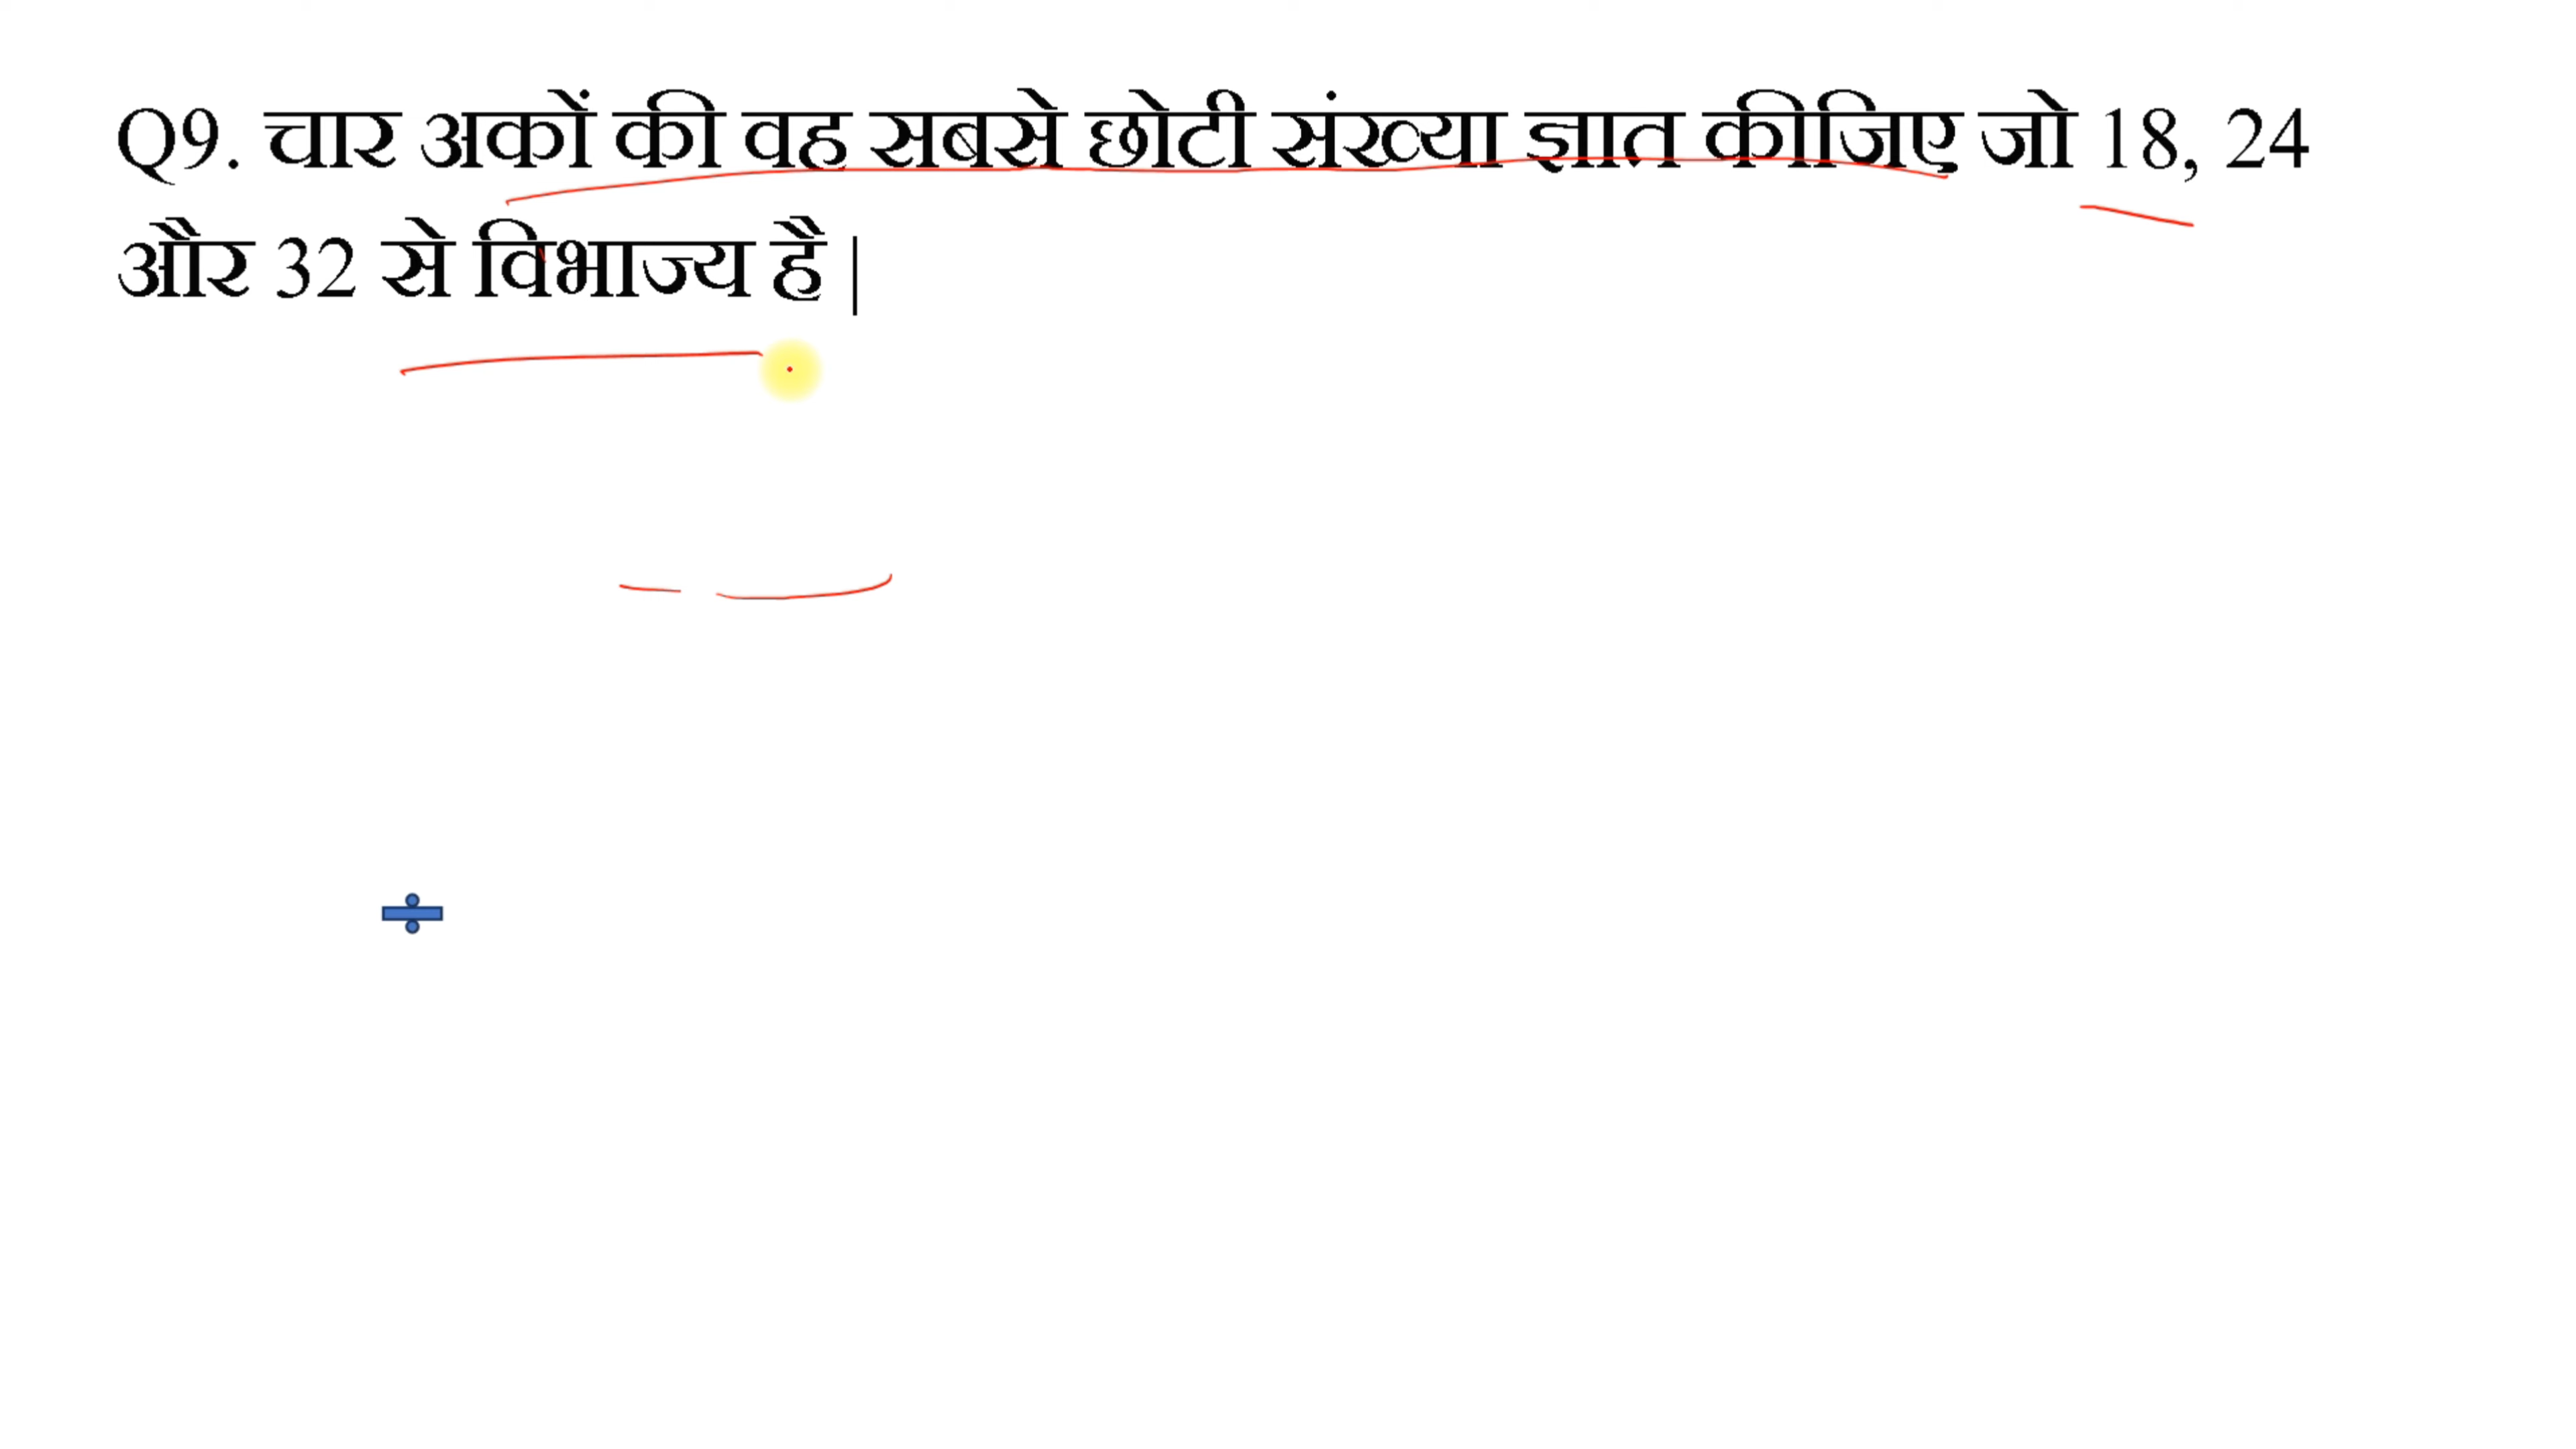 Q9. चार अकों की वह सबसे छोटी संख्या ज्ञात कीजिए जो 18, 24
और 32 से विभाज्य है |